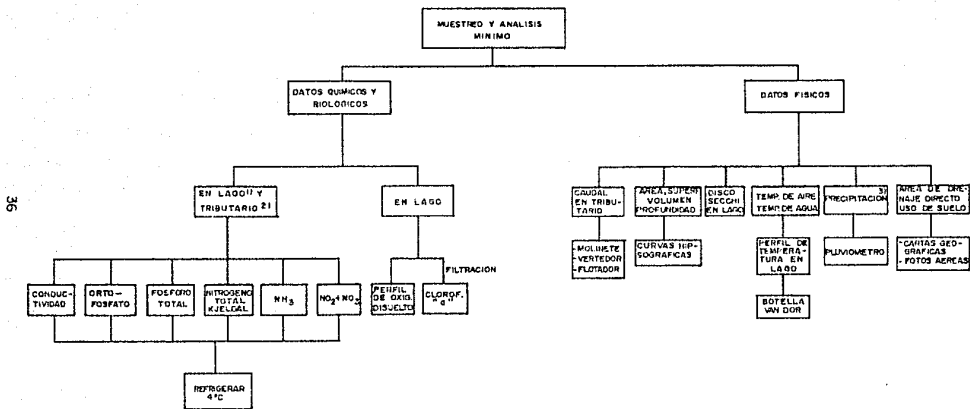 MUESTREO Y ANALISIS
MINIMO
DATOS QUIMICOS Y
BIOLOGICOS
DATOS FISICOS
EN LAGO 1) Y
TRIBUTARIO 2)
EN LAGO
CAUDAL
EN TRIBU-
TARIO
AREA, SUPERF.
VOLUMEN
PROFUNDIDAD
DISCO
SECCHI
EN LAGO
TEMP. DE AIRE
TEMP. DE AGUA
PRECIPITACION 3)
AREA DE DRE-
NAJE DIRECTO
USO DE SUELO
-MOLINETE
-VERTEDOR
-FLOTADOR
CURVAS HIP-
SOGRAFICAS
PERFIL DE
TEMPERA-
TURA EN
LAGO
PLUVIOMETRO
-CARTAS GEO-
GRAFICAS
-FOTOS AEREAS
BOTELLA
VAN DOR
FILTRACION
CONDUC-
TIVIDAD
ORTO-
FOSFATO
FOSFORO
TOTAL
NITROGENO
TOTAL
KJELGAL
NH3
NO2+NO3
PERFIL
DE OXIG.
DISUELTO
CLOROF.
"a"
REFRIGERAR
4°C
36